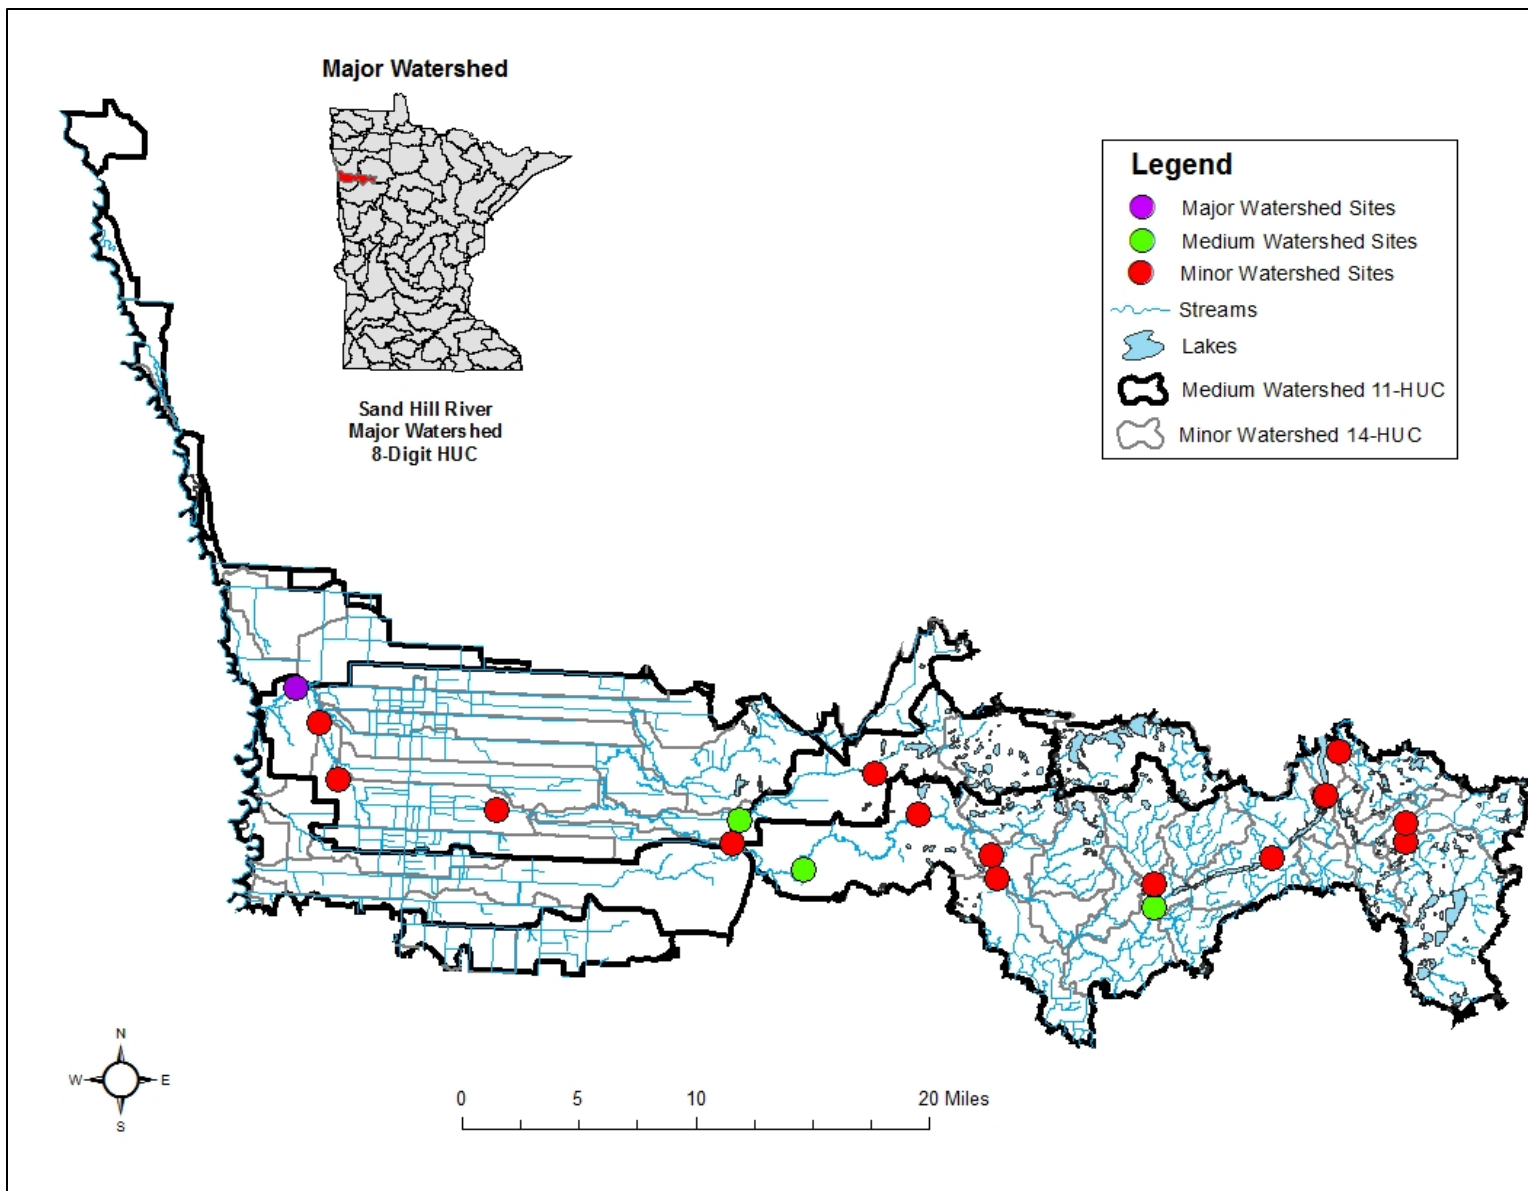 Major Watershed
Sand Hill River
Major Watershed
8-Digit HUC
Legend
Major Watershed Sites
Medium Watershed Sites
Minor Watershed Sites
Streams
Lakes
Medium Watershed 11-HUC
Minor Watershed 14-HUC
N
W E
S
0 5 10 20 Miles